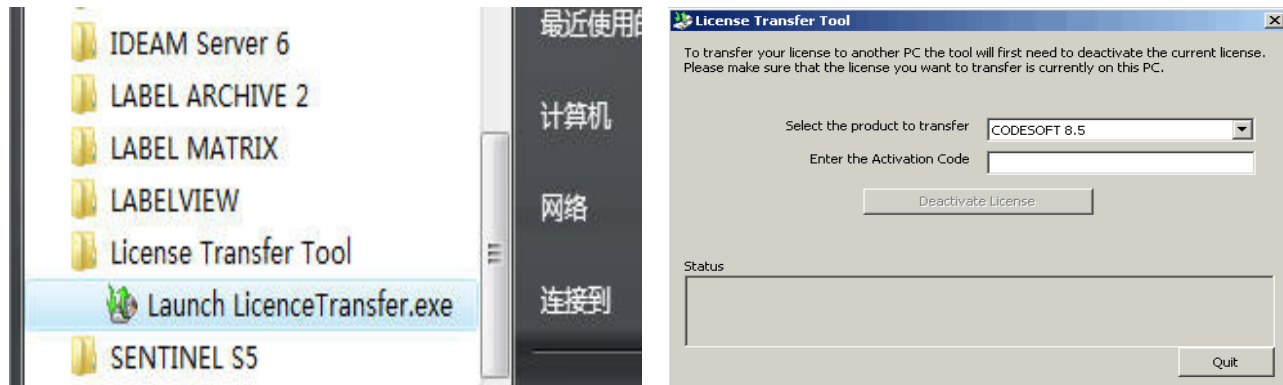 IDEAM Server 6
LABEL ARCHIVE 2
LABEL MATRIX
LABELVIEW
License Transfer Tool
Launch LicenceTransfer.exe
SENTINEL S5
最近使用
计算机
网络
连接到
License Transfer Tool
To transfer your license to another PC the tool will first need to deactivate the current license.
Please make sure that the license you want to transfer is currently on this PC.
Select the product to transfer
CODESOFT 8.5
Enter the Activation Code
Deactivate License
Status
Quit